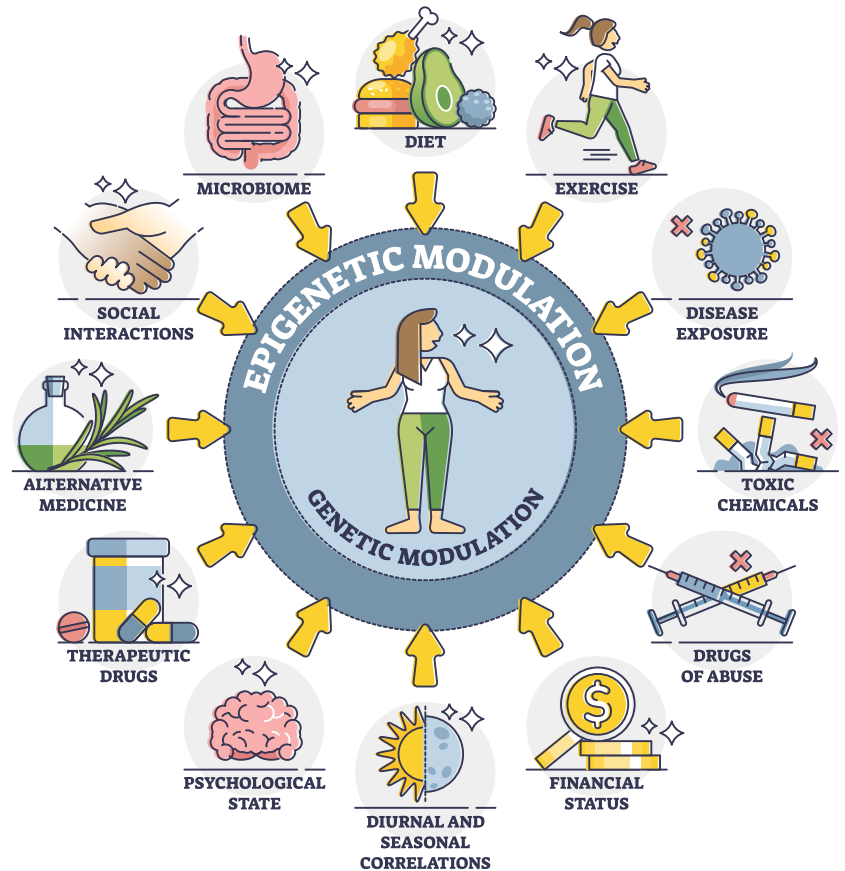 DIET
MICROBIOME
EXERCISE
SOCIAL
INTERACTIONS
DISEASE
EXPOSURE
EPIGENETIC MODULATION
ALTERNATIVE
MEDICINE
TOXIC
CHEMICALS
GENETIC MODULATION
THERAPEUTIC
DRUGS
DRUGS
OF ABUSE
PSYCHOLOGICAL
STATE
$
FINANCIAL
STATUS
DIURNAL AND
SEASONAL
CORRELATIONS